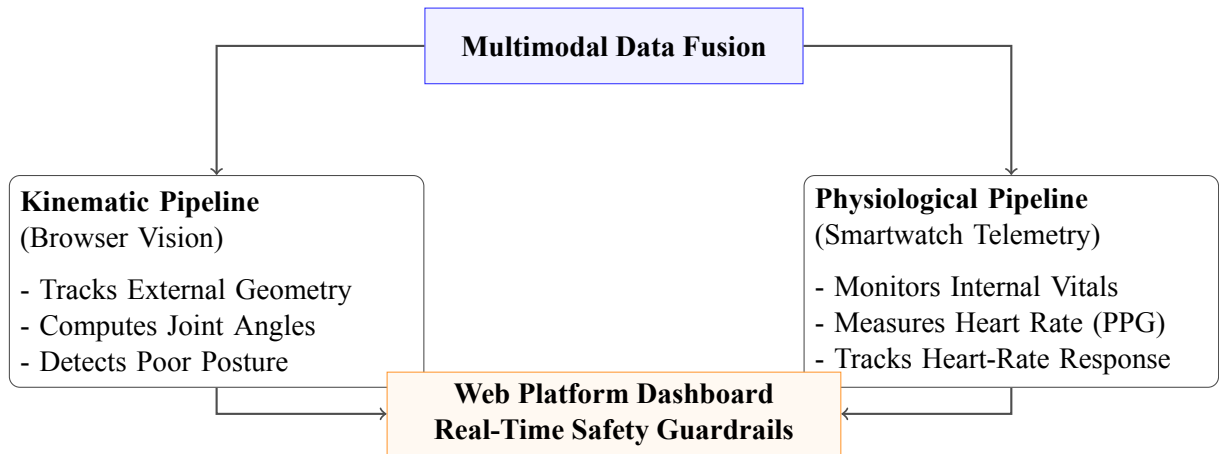 Multimodal Data Fusion
Kinematic Pipeline
(Browser Vision)
- Tracks External Geometry
- Computes Joint Angles
- Detects Poor Posture
Physiological Pipeline
(Smartwatch Telemetry)
- Monitors Internal Vitals
- Measures Heart Rate (PPG)
- Tracks Heart-Rate Response
Web Platform Dashboard
Real-Time Safety Guardrails